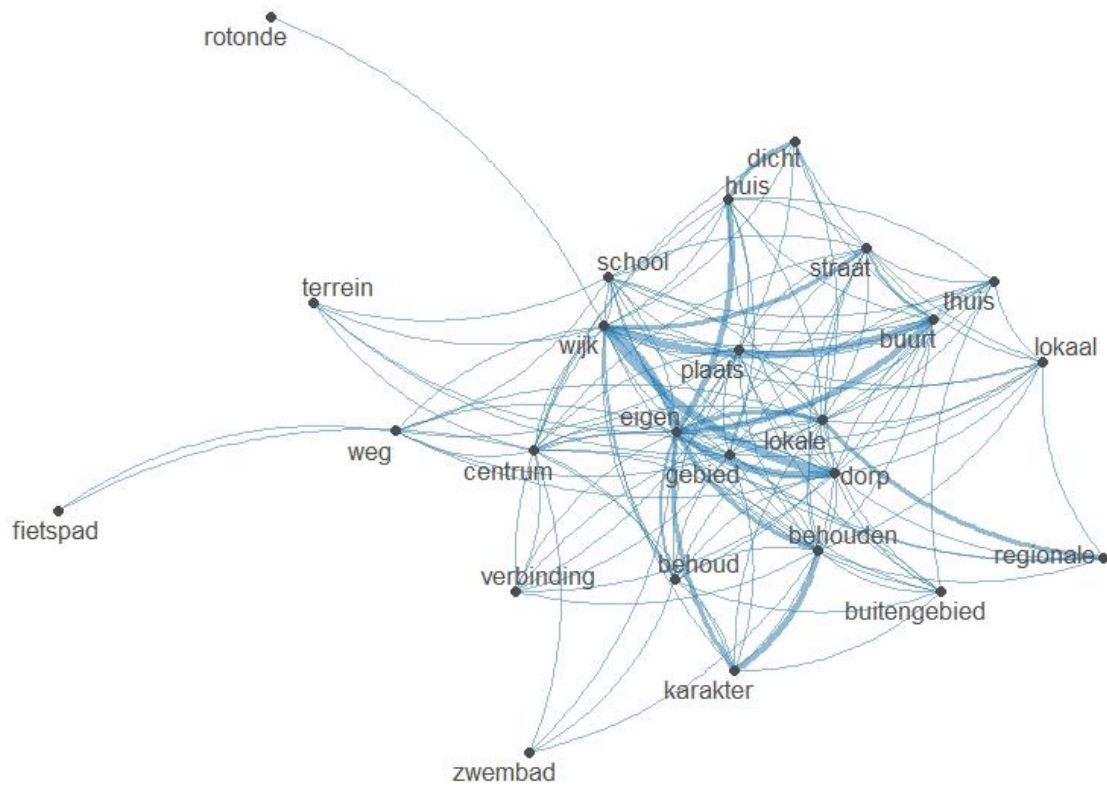 rotonde
dicht
huis
school
straat
terrein
thuis
wijk
buurt
lokaal
plaats
eigen
lokale
weg
centrum
gebied
dorp
fietspad
behouden
regionale
verbinding
behoud
buitengebied
karakter
zwembad